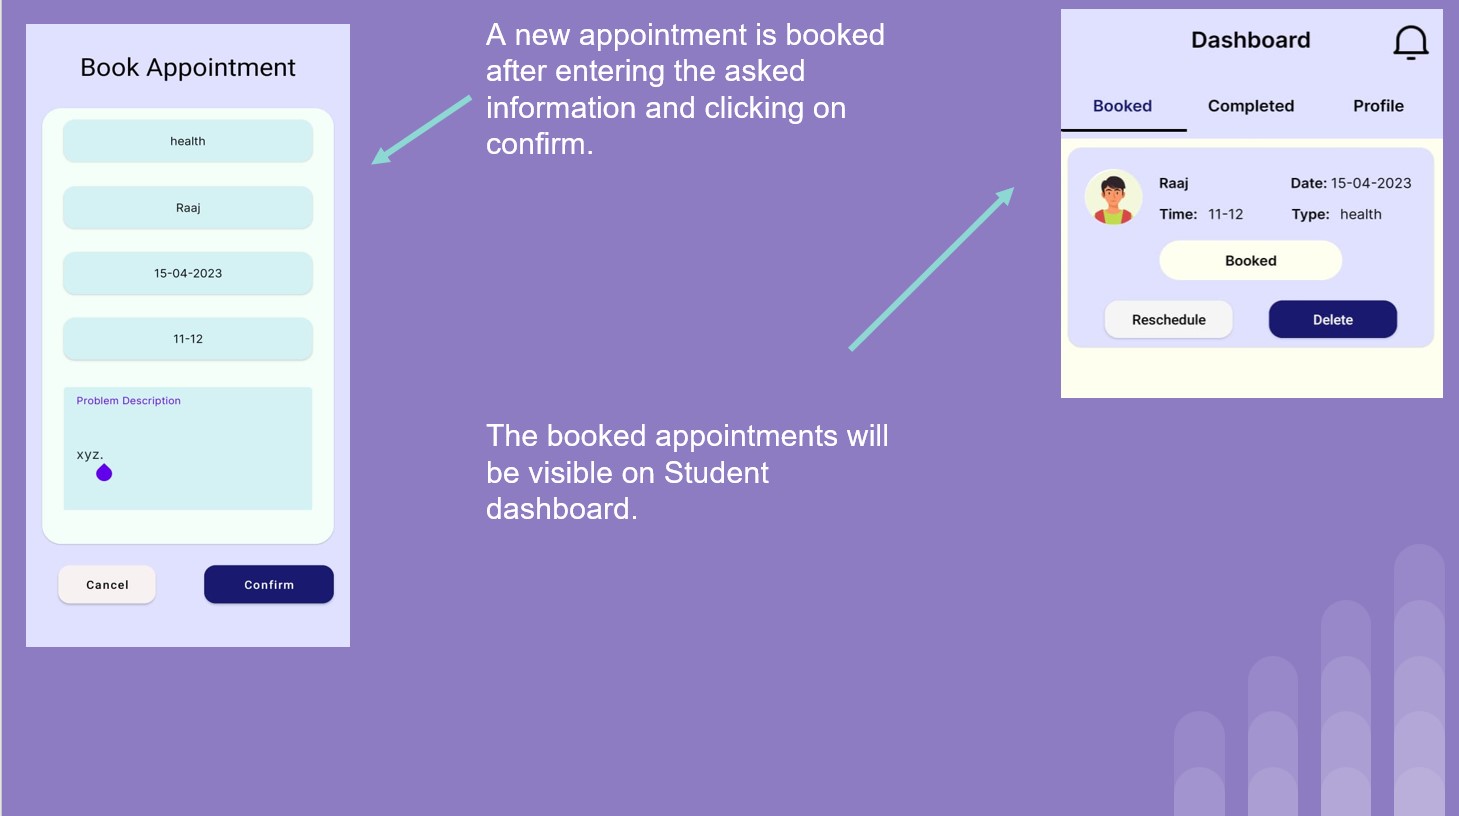 Book Appointment
health
Raaj
15-04-2023
11-12
Problem Description
xyz.
Cancel
Confirm
A new appointment is booked
after entering the asked
information and clicking on
confirm.
The booked appointments will
be visible on Student
dashboard.
Dashboard
Booked Completed Profile
Raaj Date: 15-04-2023
Time: 11-12 Type: health
Booked
Reschedule Delete